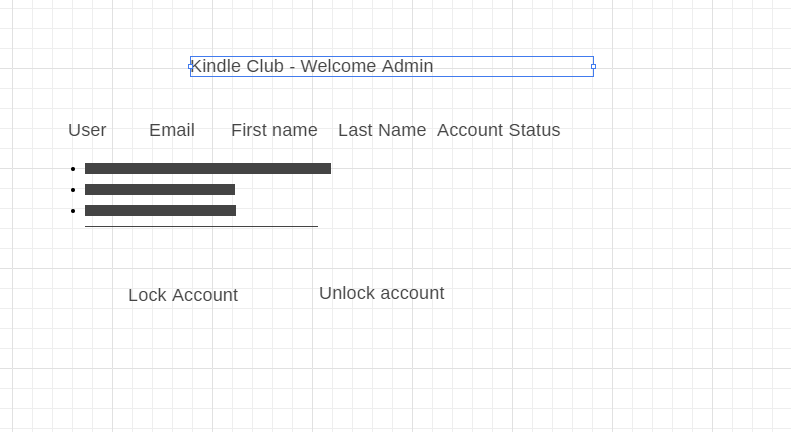 Kindle Club - Welcome Admin
User Email First name Last Name Account Status
Lock Account Unlock account